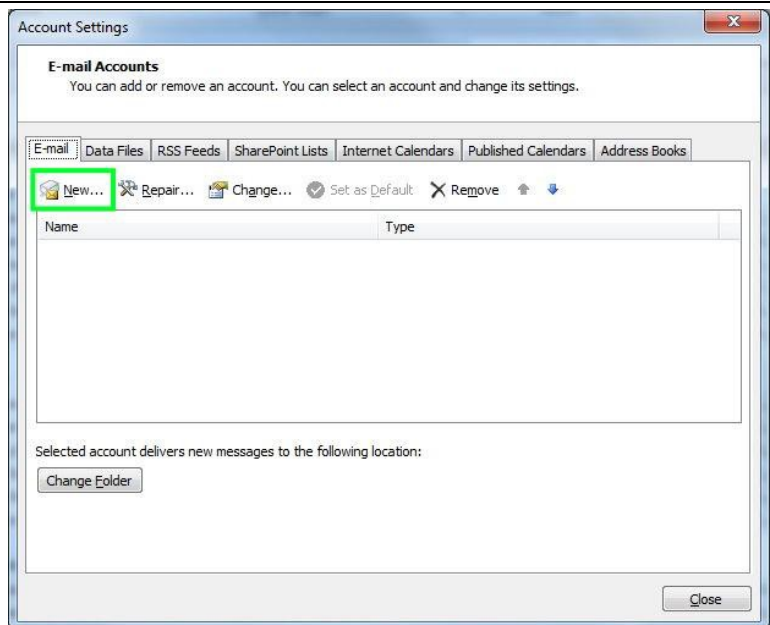 Account Settings
E-mail Accounts
You can add or remove an account. You can select an account and change its settings.
E-mail Data Files RSS Feeds SharePoint Lists Internet Calendars Published Calendars Address Books
New... Repair... Change... Set as Default Remove
Name Type
Selected account delivers new messages to the following location:
Change Folder
Close